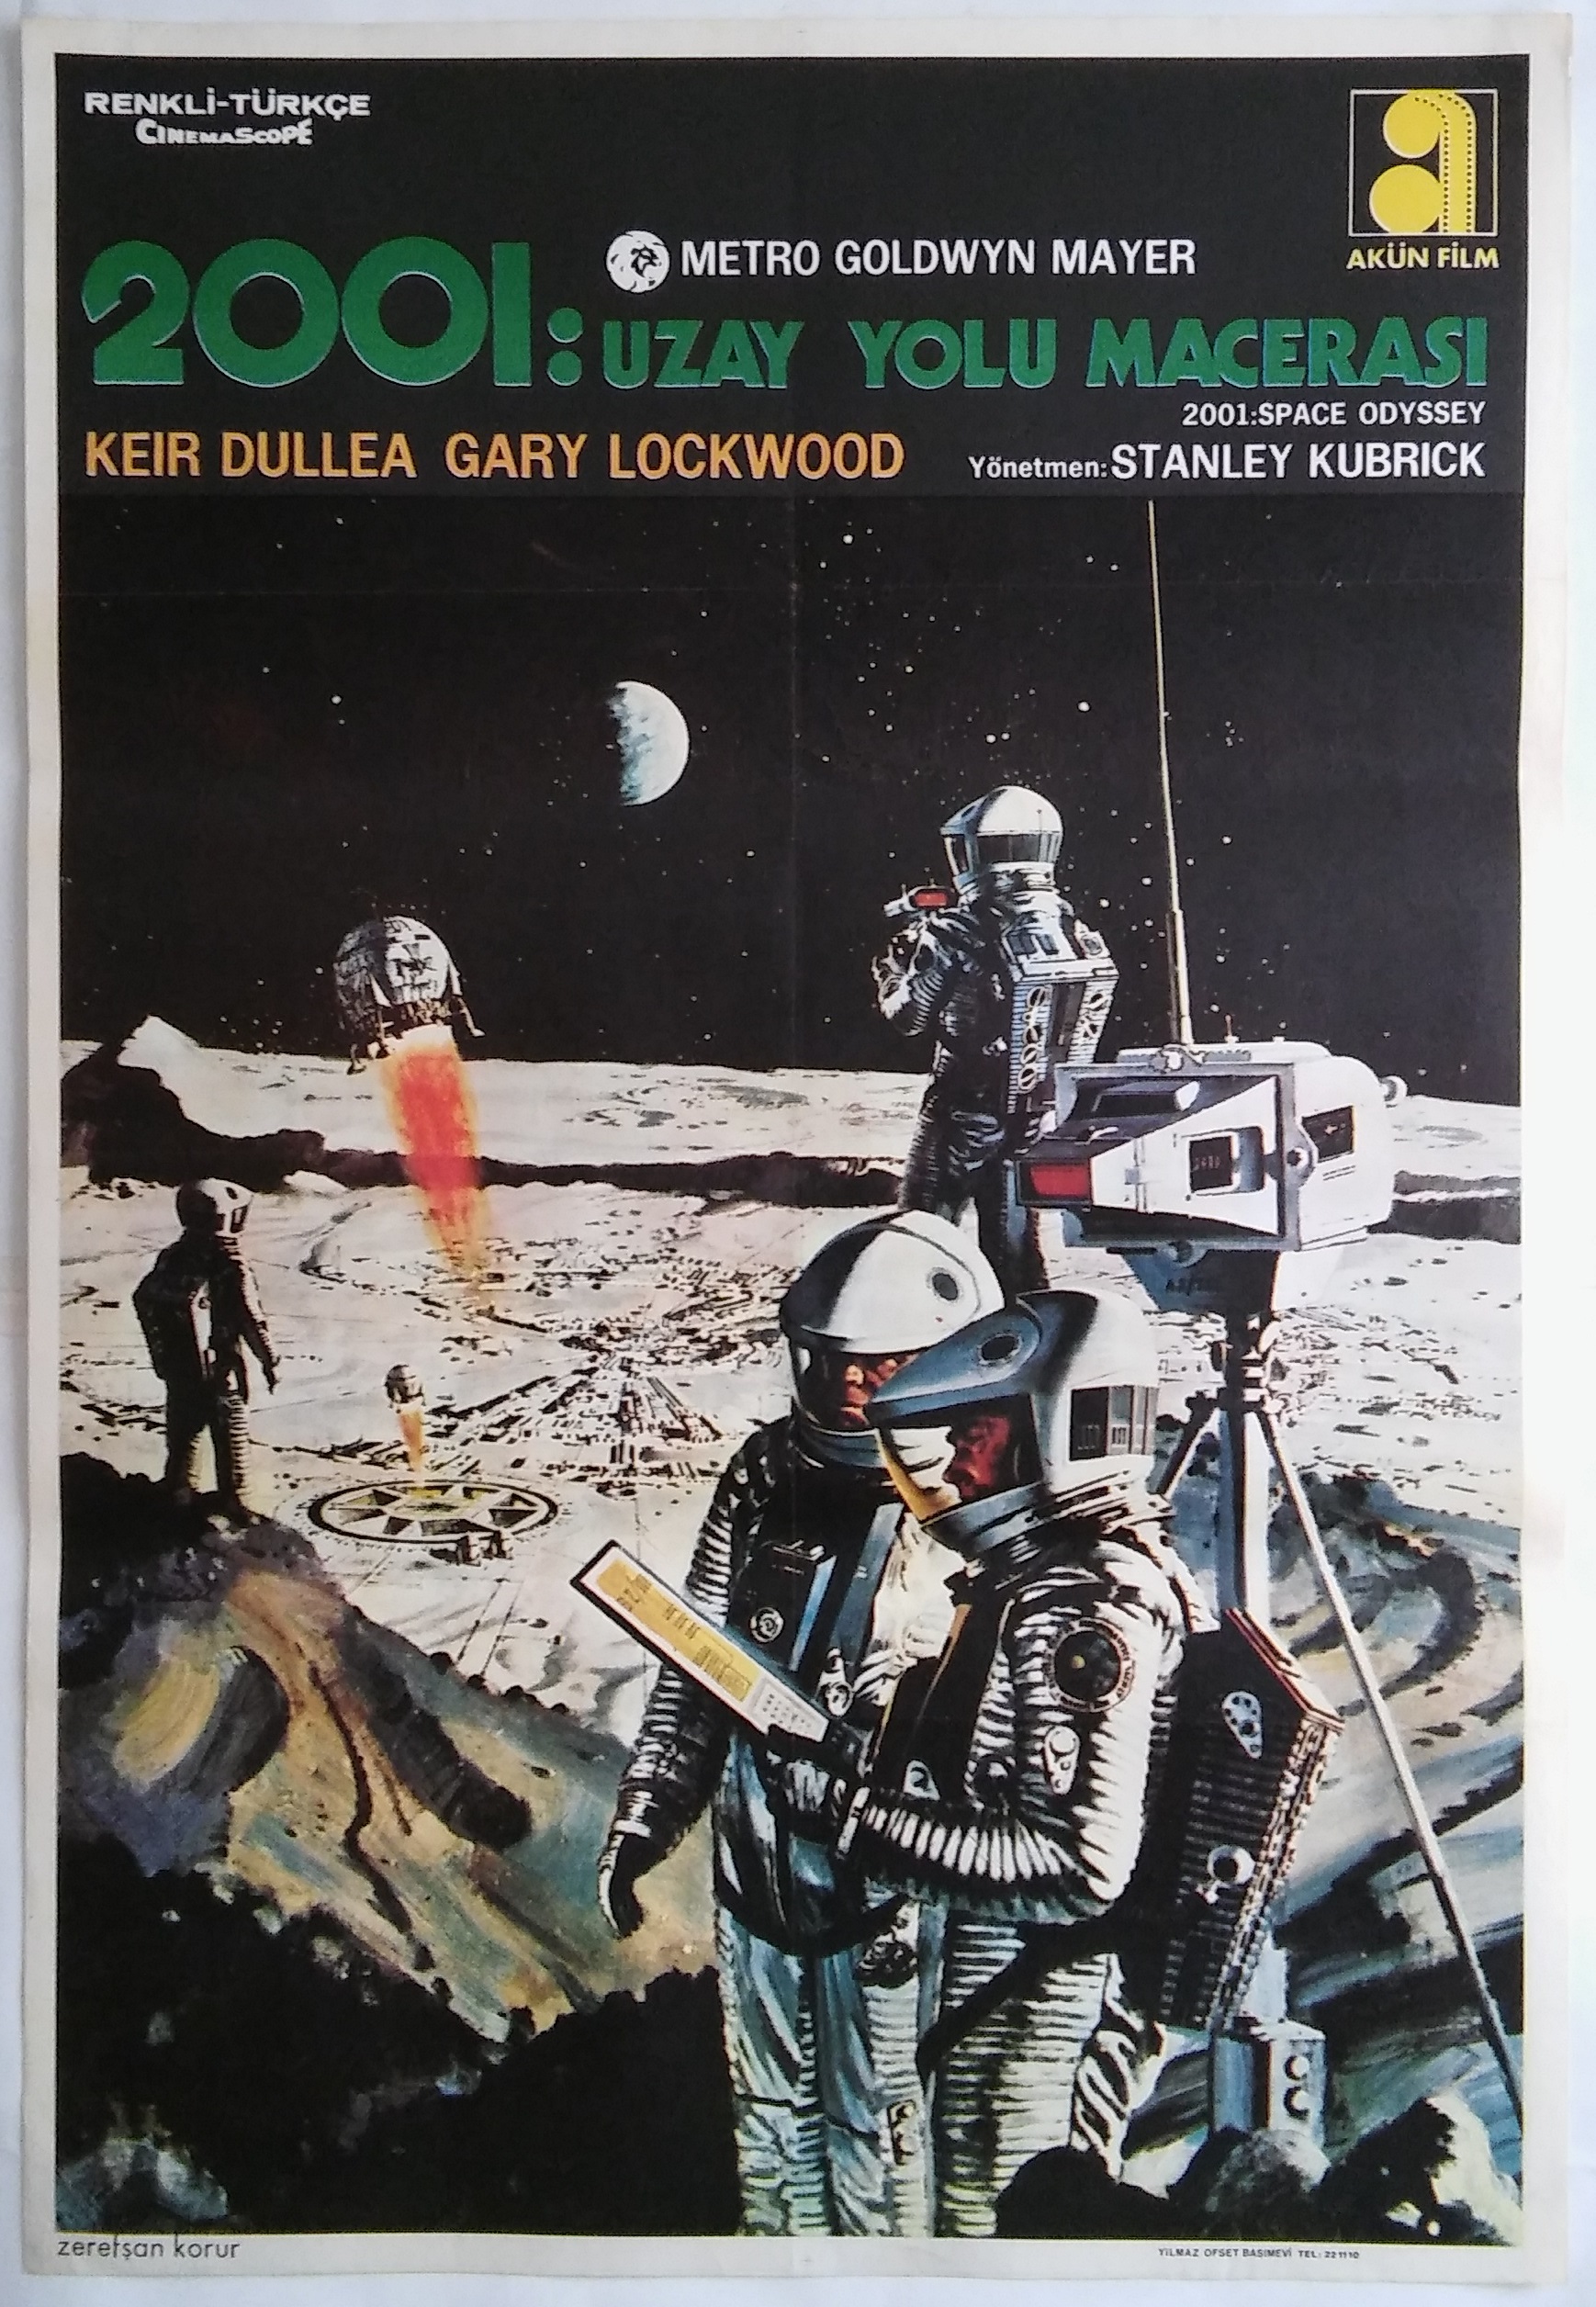 RENKLİ-TÜRKÇE
CINEMASCOPE
AKÜN FİLM
METRO GOLDWYN MAYER
2001: UZAY YOLU MACERASI
2001:SPACE ODYSSEY
KEIR DULLEA GARY LOCKWOOD
Yönetmen: STANLEY KUBRICK
zerefşan korur
YILMAZ OFSET BASIMEVİ TEL: 22 11 10